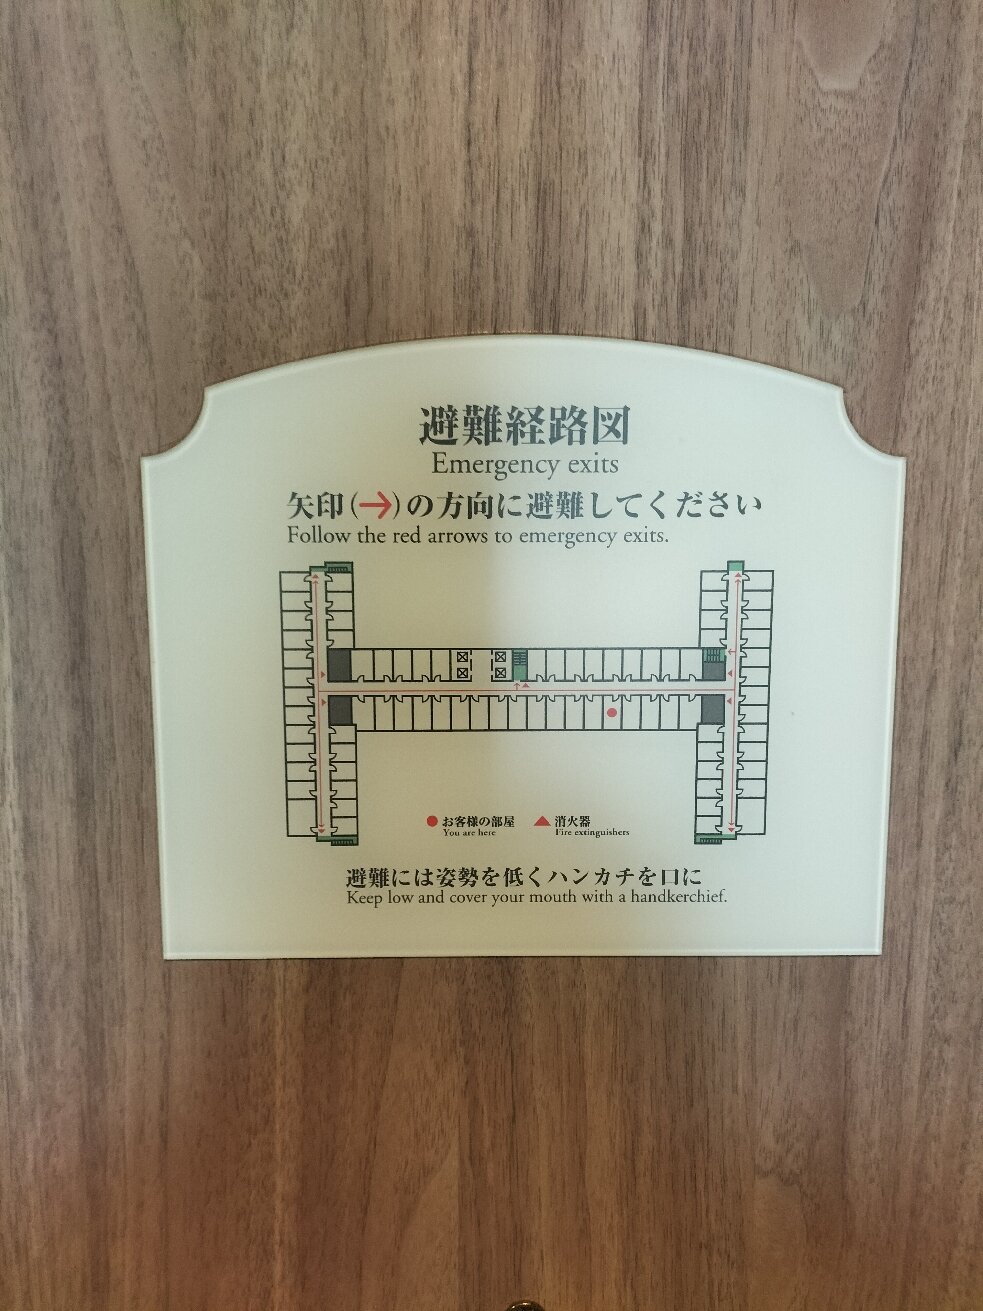 避難経路図
Emergency exits
矢印(→)の方向に避難してください
Follow the red arrows to emergency exits.
お客様の部屋
You are here
消火器
Fire extinguishers
避難には姿勢を低くハンカチを口に
Keep low and cover your mouth with a handkerchief.